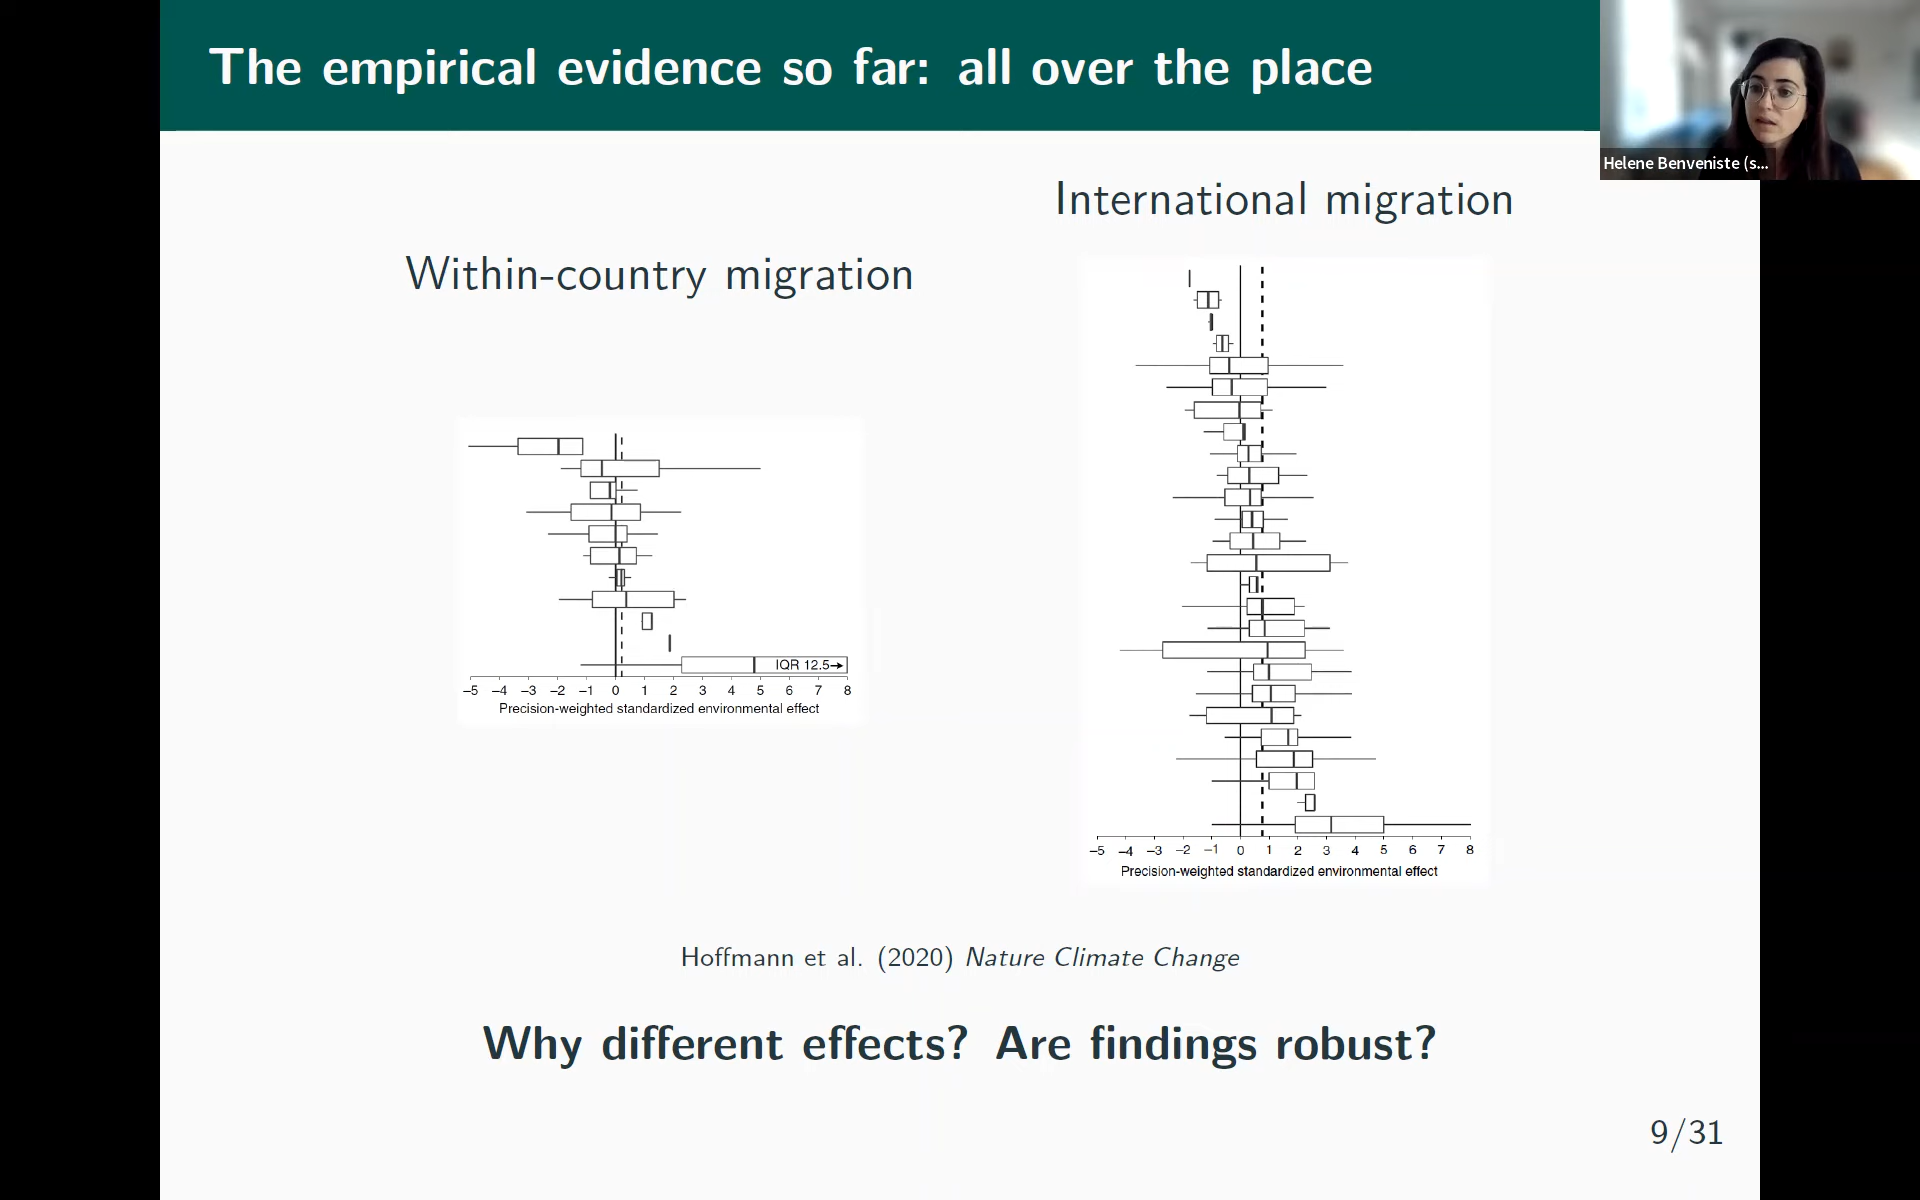 The empirical evidence so far: all over the place
Helene Benveniste (s...
International migration
Within-country migration
IQR 12.5→
−5 −4 −3 −2 −1 0 1 2 3 4 5 6 7 8
Precision-weighted standardized environmental effect
−5 −4 −3 −2 −1 0 1 2 3 4 5 6 7 8
Precision-weighted standardized environmental effect
Hoffmann et al. (2020) Nature Climate Change
Why different effects? Are findings robust?
9/31